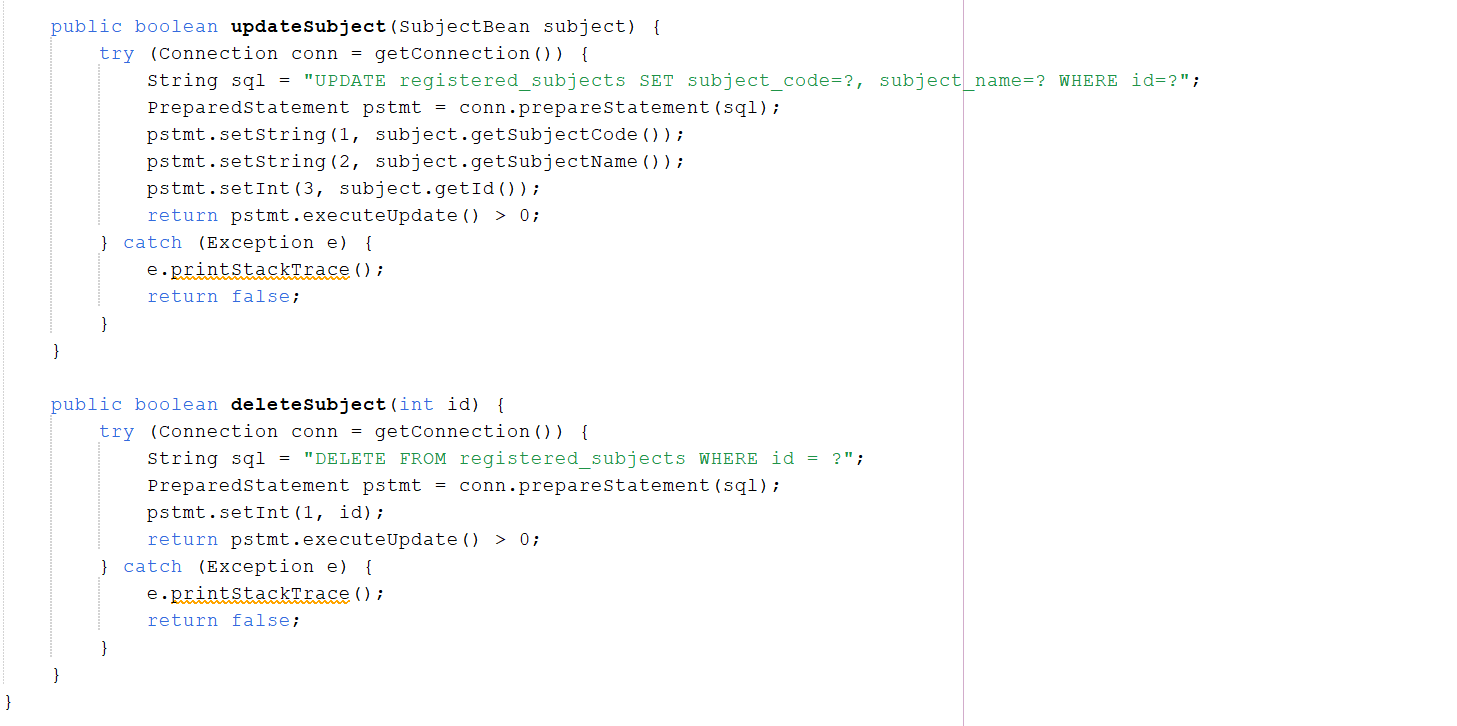 public boolean updateSubject(SubjectBean subject) {
try (Connection conn = getConnection()) {
String sql = "UPDATE registered_subjects SET subject_code=?, subject_name=? WHERE id=?";
PreparedStatement pstmt = conn.prepareStatement(sql);
pstmt.setString(1, subject.getSubjectCode());
pstmt.setString(2, subject.getSubjectName());
pstmt.setInt(3, subject.getId());
return pstmt.executeUpdate() > 0;
} catch (Exception e) {
e.printStackTrace();
return false;
}
}
public boolean deleteSubject(int id) {
try (Connection conn = getConnection()) {
String sql = "DELETE FROM registered_subjects WHERE id = ?";
PreparedStatement pstmt = conn.prepareStatement(sql);
pstmt.setInt(1, id);
return pstmt.executeUpdate() > 0;
} catch (Exception e) {
e.printStackTrace();
return false;
}
}
}